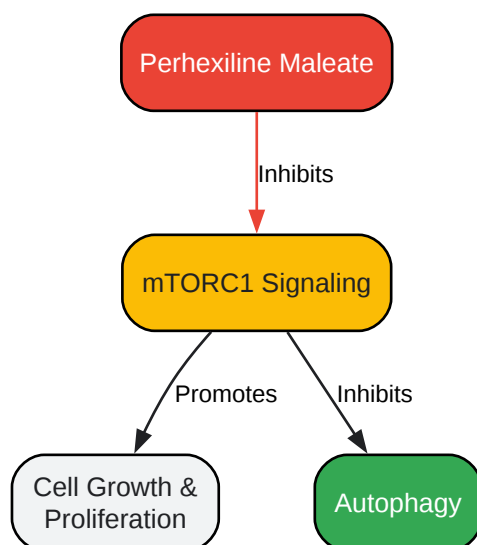 Perhexiline Maleate
Inhibits
mTORC1 Signaling
Promotes
Inhibits
Cell Growth &
Proliferation
Autophagy